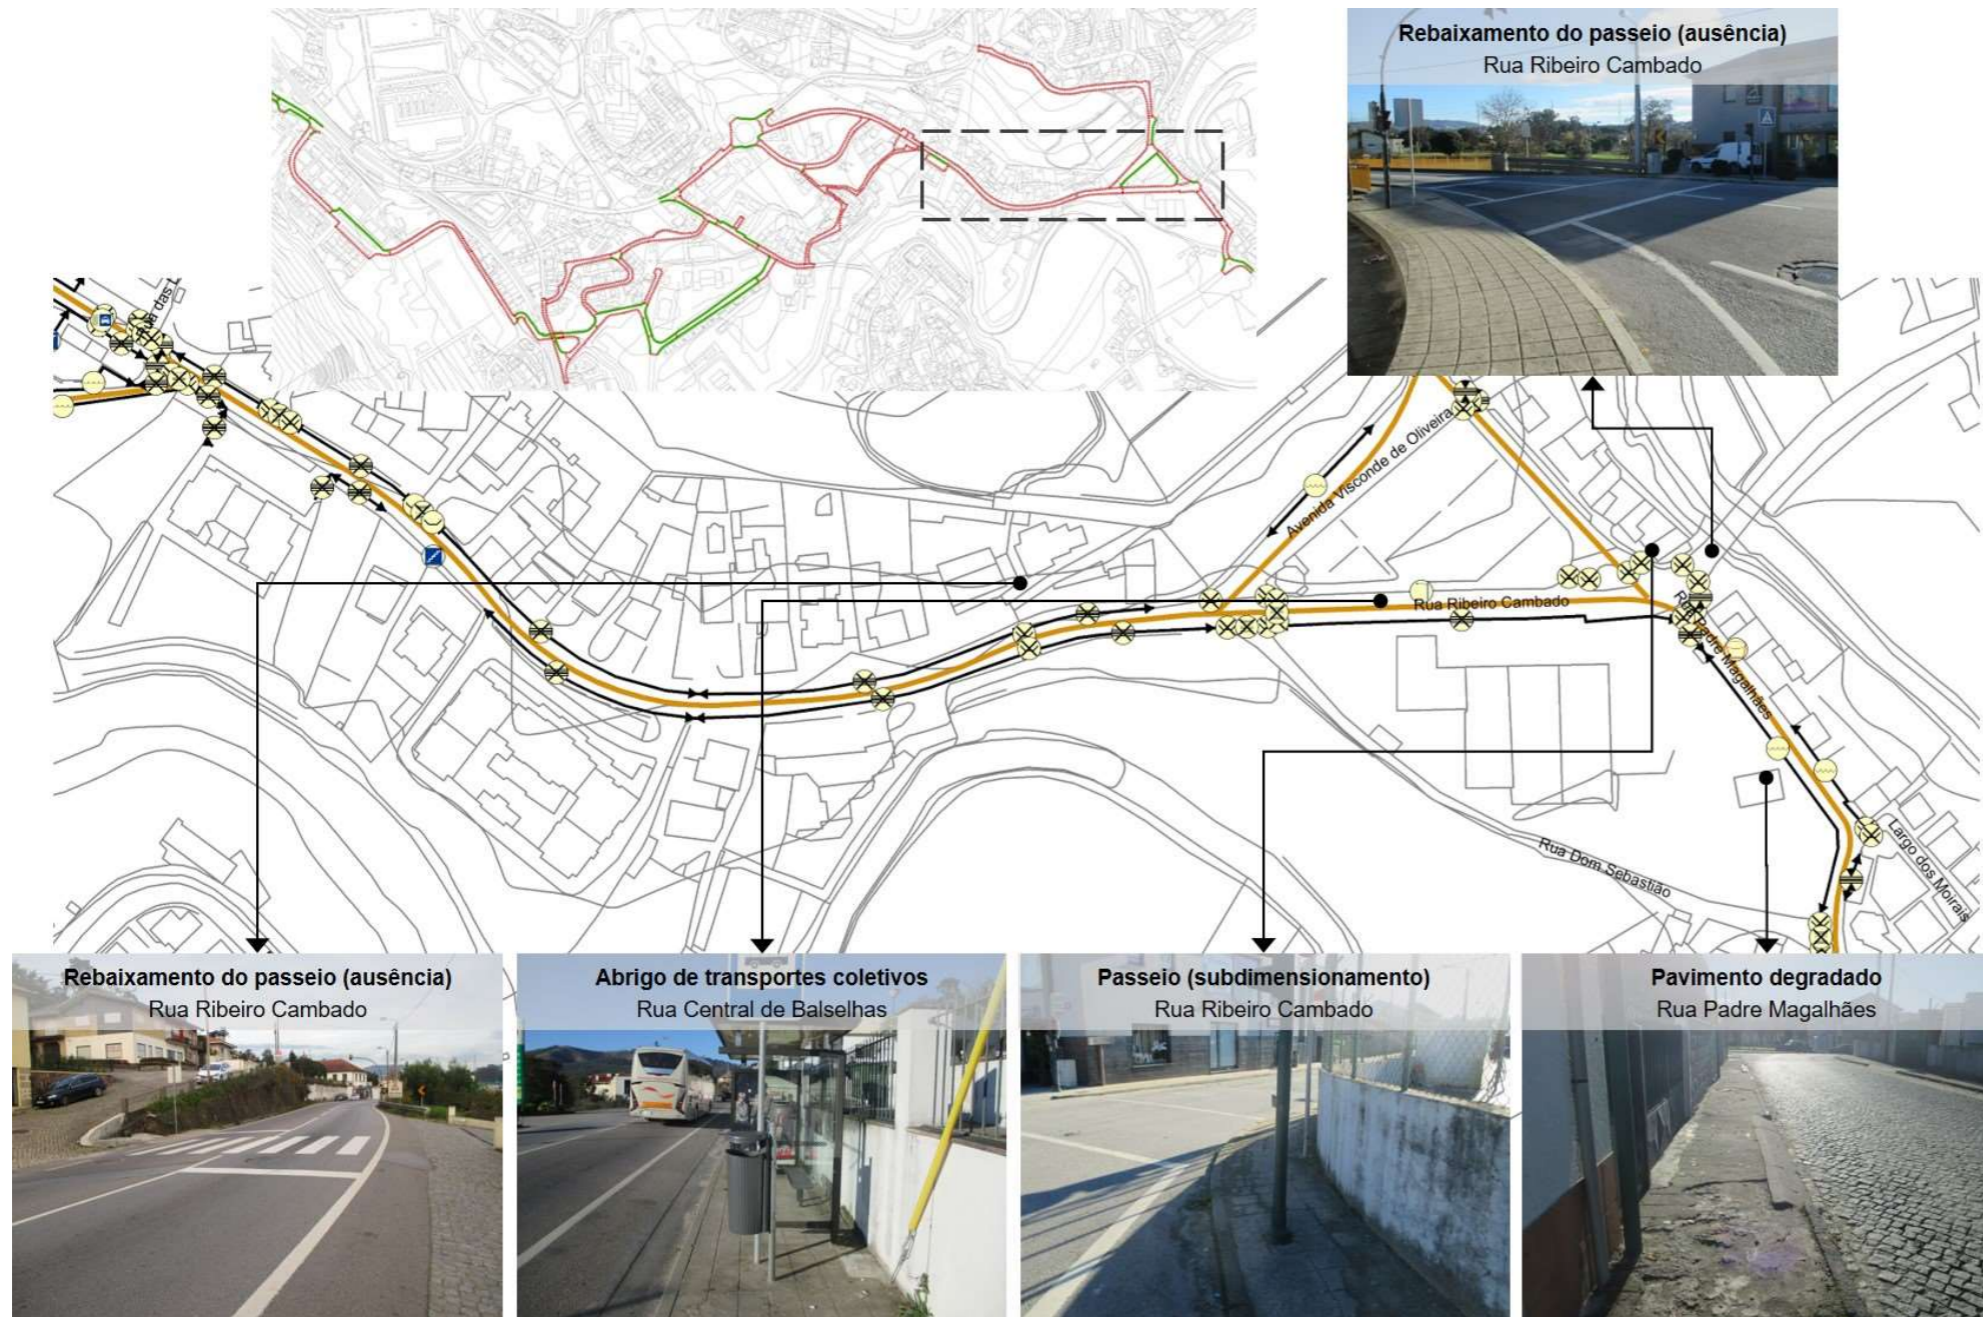 Rebaixamento do passeio (ausência)
Rua Ribeiro Cambado
Rua das
Avenida Visconde de Oliveira
Rua Ribeiro Cambado
Rua Padre Magalhães
Rua Dom Sebastião
Largo dos Moirais
Rebaixamento do passeio (ausência)
Rua Ribeiro Cambado
Abrigo de transportes coletivos
Rua Central de Balselhas
Passeio (subdimensionamento)
Rua Ribeiro Cambado
Pavimento degradado
Rua Padre Magalhães